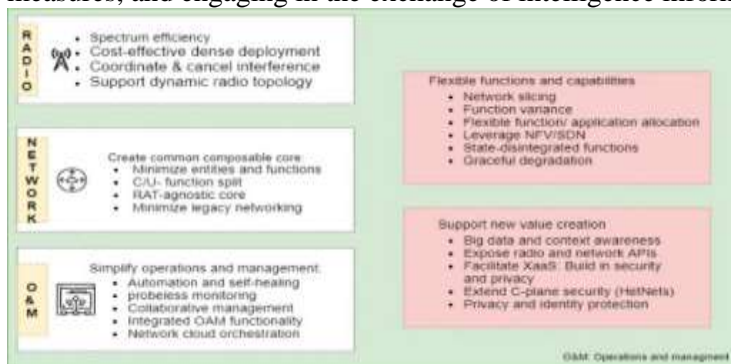 measures, and engaging in the exchange of intelligence inform
RADIO
• Spectrum efficiency
• Cost-effective dense deployment
• Coordinate & cancel interference
• Support dynamic radio topology
NETWORK
Create common composable core
• Minimize entities and functions
• C/U- function split
• RAT-agnostic core
• Minimize legacy networking
O&M
Simplify operations and management
• Automation and self-healing
• probeless monitoring
• Collaborative management
• Integrated OAM functionality
• Network cloud orchestration
Flexible functions and capabilities
• Network slicing
• Function variance
• Flexible function/ application allocation
• Leverage NFV/SDN
• State-disintegrated functions
• Graceful degradation
Support new value creation
• Big data and context awareness
• Expose radio and network APIs
• Facilitate XaaS: Build in security
and privacy
• Extend C-plane security (HetNets)
• Privacy and identity protection
O&M: Operations and managment